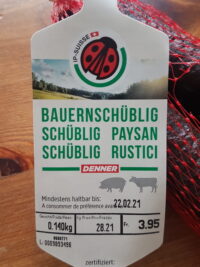 IP-SUISSE
BAUERNSCHÜBLIG
SCHÜBLIG PAYSAN
SCHÜBLIG RUSTICI
DENNER
Mindestens haltbar bis:
A consommer de préférence avant: 22.02.21
0.140kg 28.21 Fr. 3.95
zertifiziert: